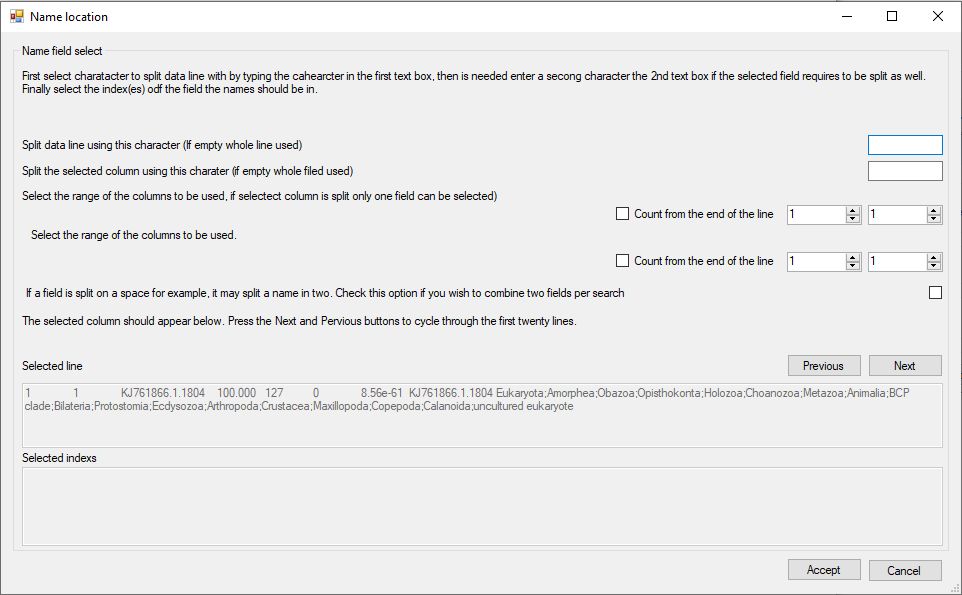 Name location
Name field select
First select charatacter to split data line with by typing the cahearcter in the first text box, then is needed enter a secong character the 2nd text box if the selected field requires to be split as well.
Finally select the index(es) odf the field the names should be in.
Split data line using this character (If empty whole line used)
Split the selected column using this charater (if empty whole filed used)
Select the range of the columns to be used, if selectect column is split only one field can be selected)
Count from the end of the line 1 1
Select the range of the columns to be used.
Count from the end of the line 1 1
If a field is split on a space for example, it may split a name in two. Check this option if you wish to combine two fields per search
The selected column should appear below. Press the Next and Pervious buttons to cycle through the first twenty lines.
Selected line Previous Next
1 1 KJ761866.1.1804 100.000 127 0 8.56e-61 KJ761866.1.1804 Eukaryota;Amorphea;Obazoa;Opisthokonta;Holozoa;Choanozoa;Metazoa;Animalia;BCP
clade;Bilateria;Protostomia;Ecdysozoa;Arthropoda;Crustacea;Maxillopoda;Copepoda;Calanoida;uncultured eukaryote
Selected indexs
Accept Cancel